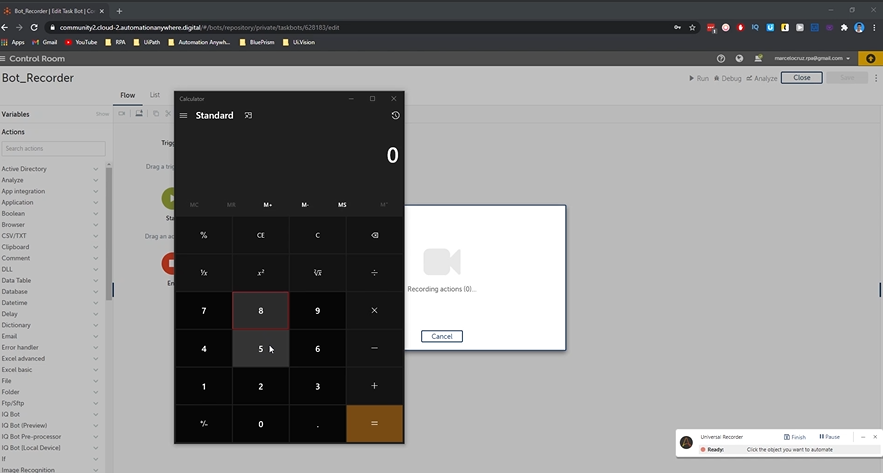 Bot_Recorder | Edit Task Bot | Co
community2.cloud-2.automationanywhere.digital/#/bots/repository/private/taskbots/628183/edit
Apps Gmail YouTube RPA UiPath Automation Anywh... BluePrism Ui.Vision
Control Room
marcelocruz.rpa@gmail.com
Bot_Recorder
Run Debug Analyze Close Save
Flow List
Variables Show
Actions
Search actions
Active Directory
Analyze
App integration
Application
Boolean
Browser
CSV/TXT
Clipboard
Comment
DLL
Data Table
Database
Datetime
Delay
Dictionary
Email
Error handler
Excel advanced
Excel basic
File
Folder
Ftp/Sftp
IQ Bot
IQ Bot (Preview)
IQ Bot Pre-processor
IQ Bot [Local Device]
If
Image Recognition
Trigg
Drag a tri
Sta
Drag an ac
En
Calculator
Standard
0
MC MR M+ M- MS M˅
% CE C
⅟x x² ²√x ÷
7 8 9 ×
4 5 6 −
1 2 3 +
+/- 0 . =
Recording actions (0)...
Cancel
Universal Recorder Finish Pause
Ready: Click the object you want to automate